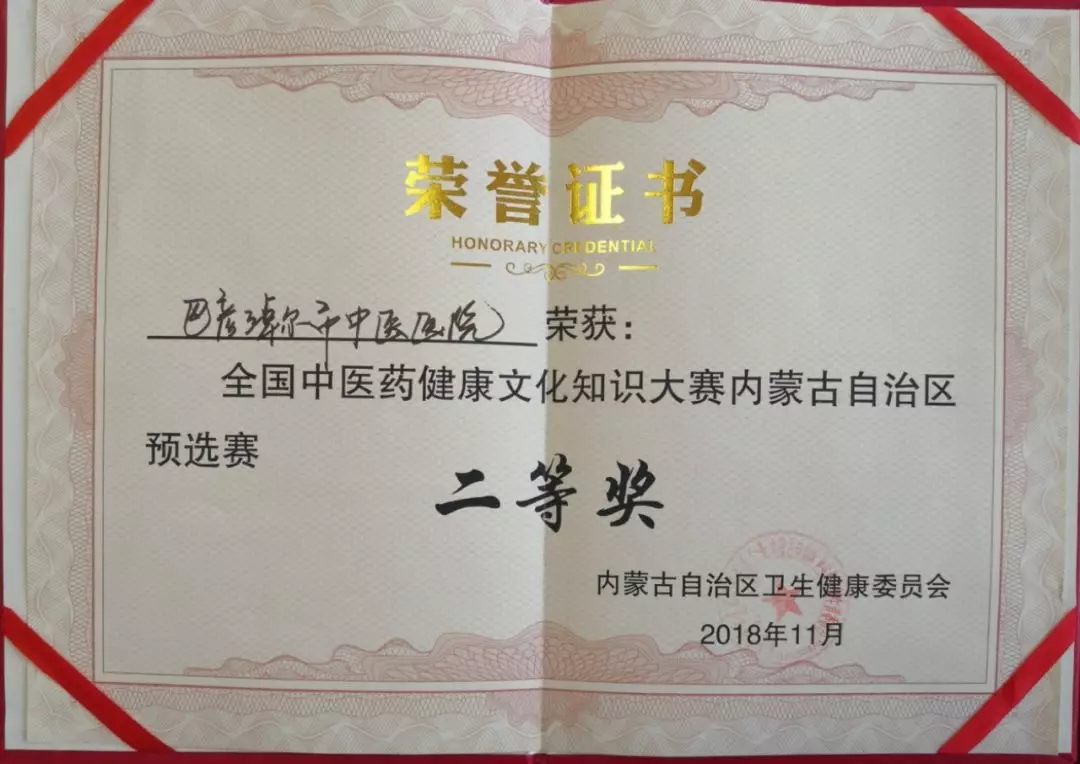 荣誉证书
HONORARY CREDENTIAL
巴彦淖尔市中医医院 荣获：
全国中医药健康文化知识大赛内蒙古自治区
预选赛
二等奖
内蒙古自治区卫生健康委员会
2018年11月